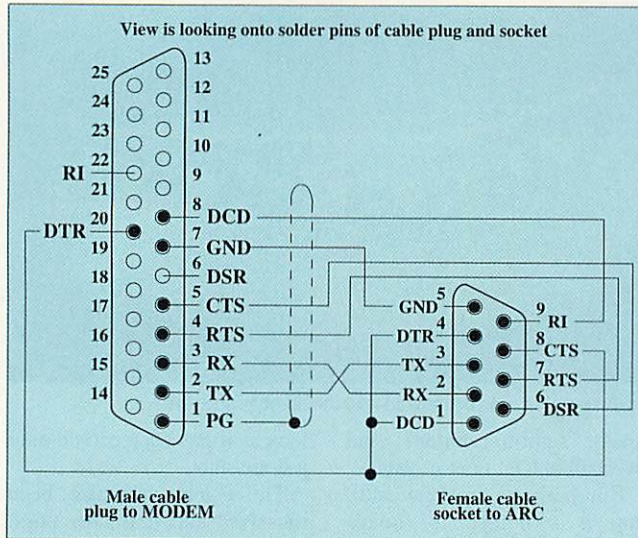 View is looking onto solder pins of cable plug and socket
13
25
12
24
11
23
10
22
RI
9
21
8
20
DCD
DTR
7
19
GND
6
18
DSR
5
17
CTS
4
16
RTS
3
15
RX
2
14
TX
1
PG
5
GND
9
RI
4
DTR
8
CTS
3
TX
7
RTS
2
RX
6
DSR
1
DCD
Male cable
plug to MODEM
Female cable
socket to ARC